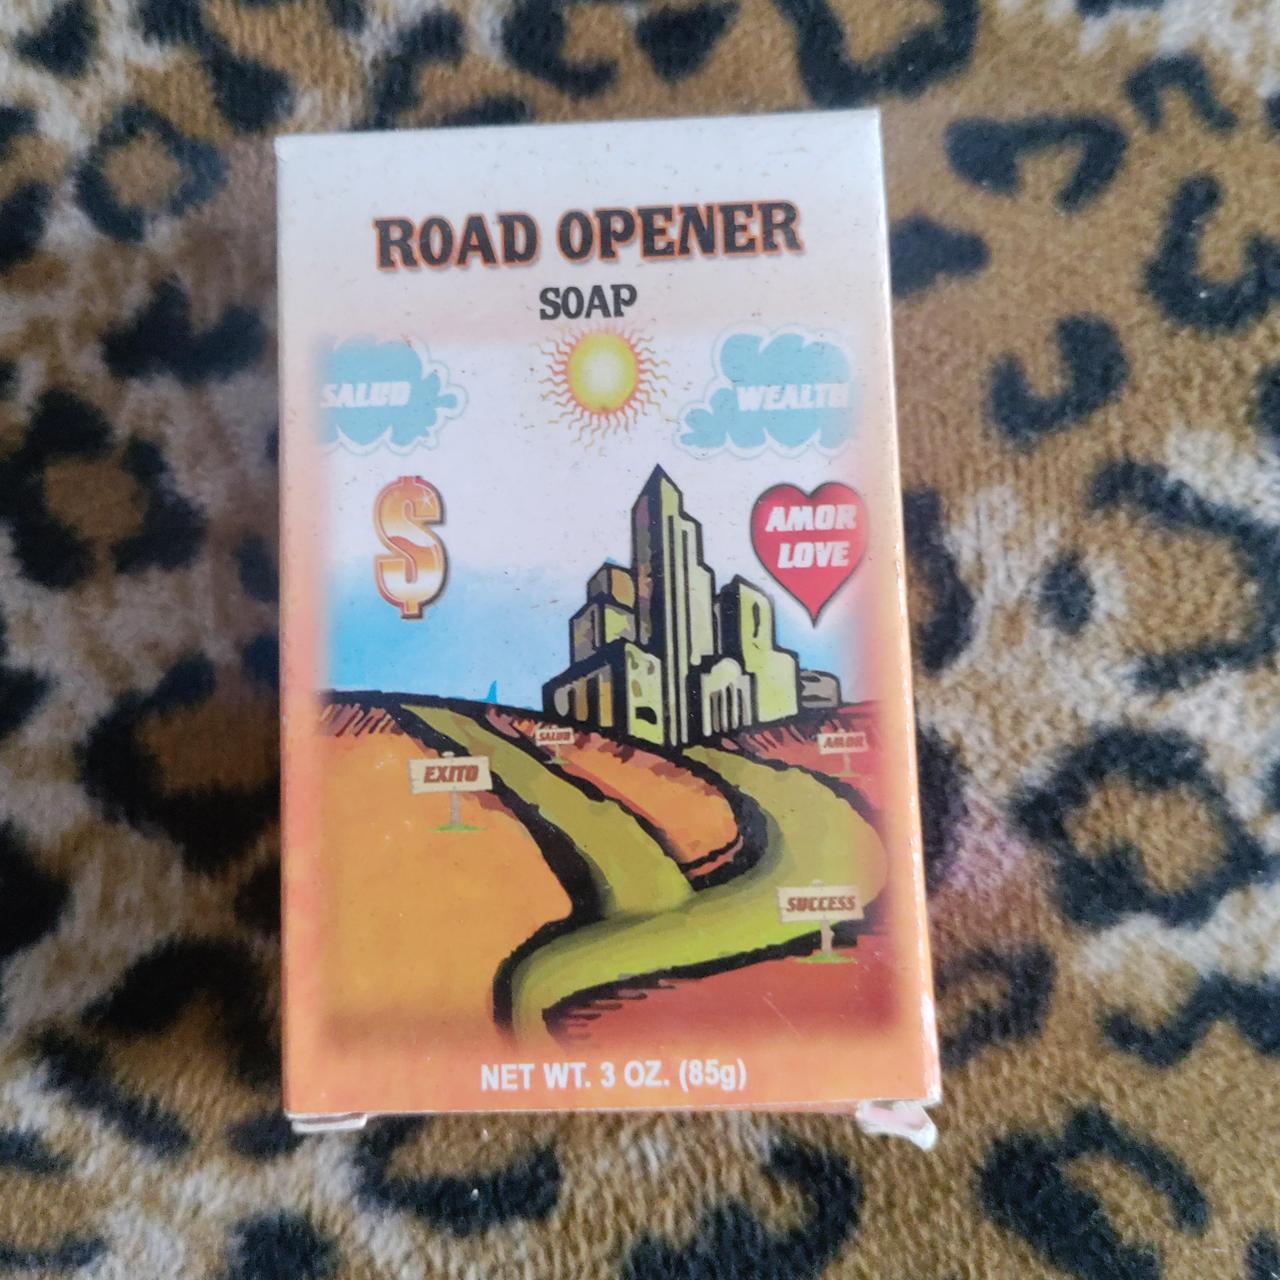 ROAD OPENER
SOAP
SALUD
WEALTH
$
AMOR
LOVE
SALUD
AMOR
EXITO
SUCCESS
NET WT. 3 OZ. (85g)